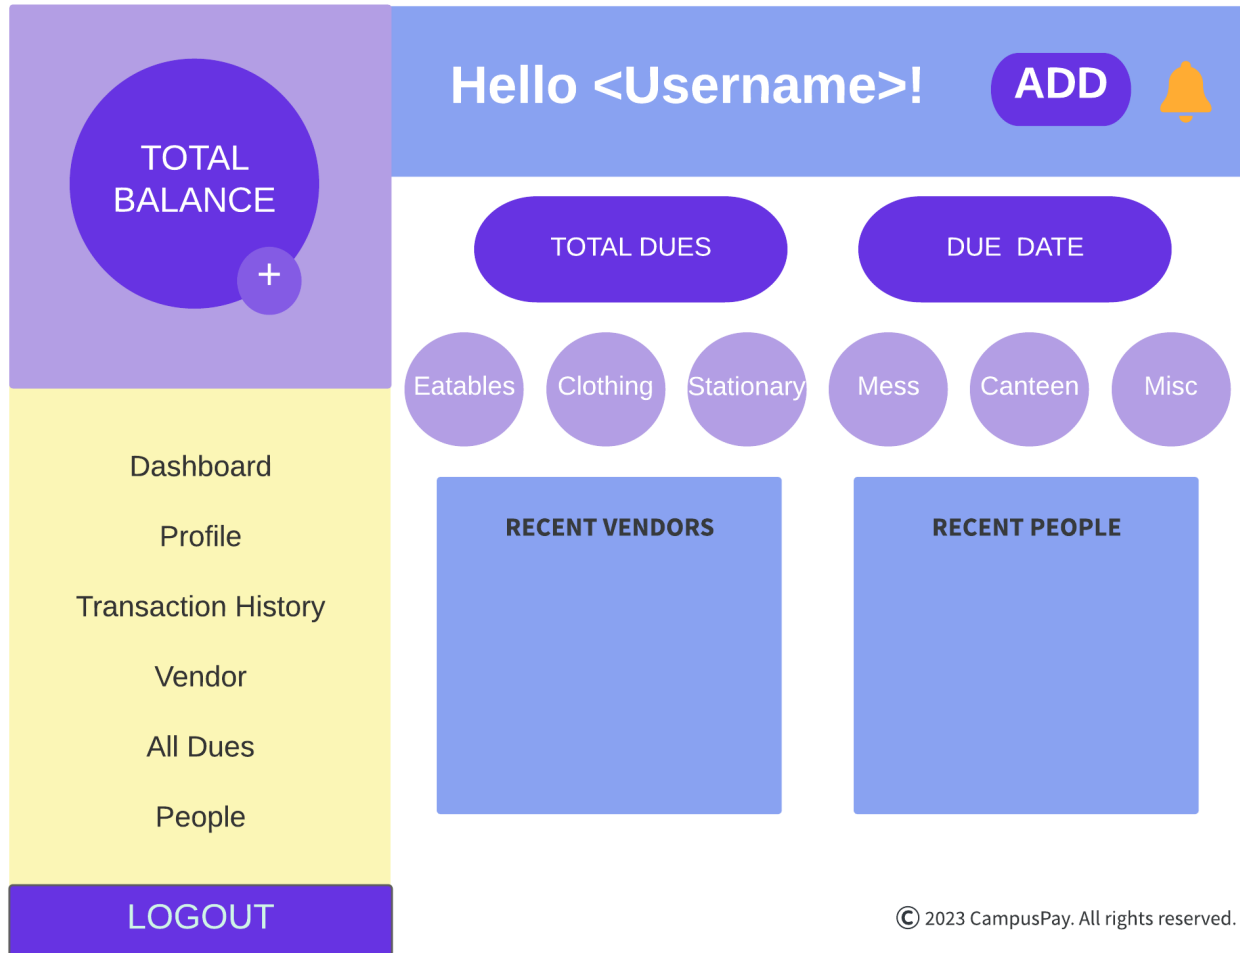 Hello <Username>!
ADD
TOTAL
BALANCE
+
TOTAL DUES
DUE  DATE
Eatables
Clothing
Stationary
Mess
Canteen
Misc
Dashboard
Profile
Transaction History
Vendor
All Dues
People
LOGOUT
RECENT VENDORS
RECENT PEOPLE
© 2023 CampusPay. All rights reserved.